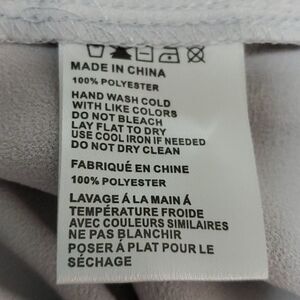 MADE IN CHINA
100% POLYESTER
HAND WASH COLD
WITH LIKE COLORS
DO NOT BLEACH
LAY FLAT TO DRY
USE COOL IRON IF NEEDED
DO NOT DRY CLEAN
FABRIQUÉ EN CHINE
100% POLYESTER
LAVAGE Á LA MAIN Á
TEMPÉRATURE FROIDE
AVEC COULEURS SIMILAIRES
NE PAS BLANCHIR
POSER Á PLAT POUR LE
SÉCHAGE